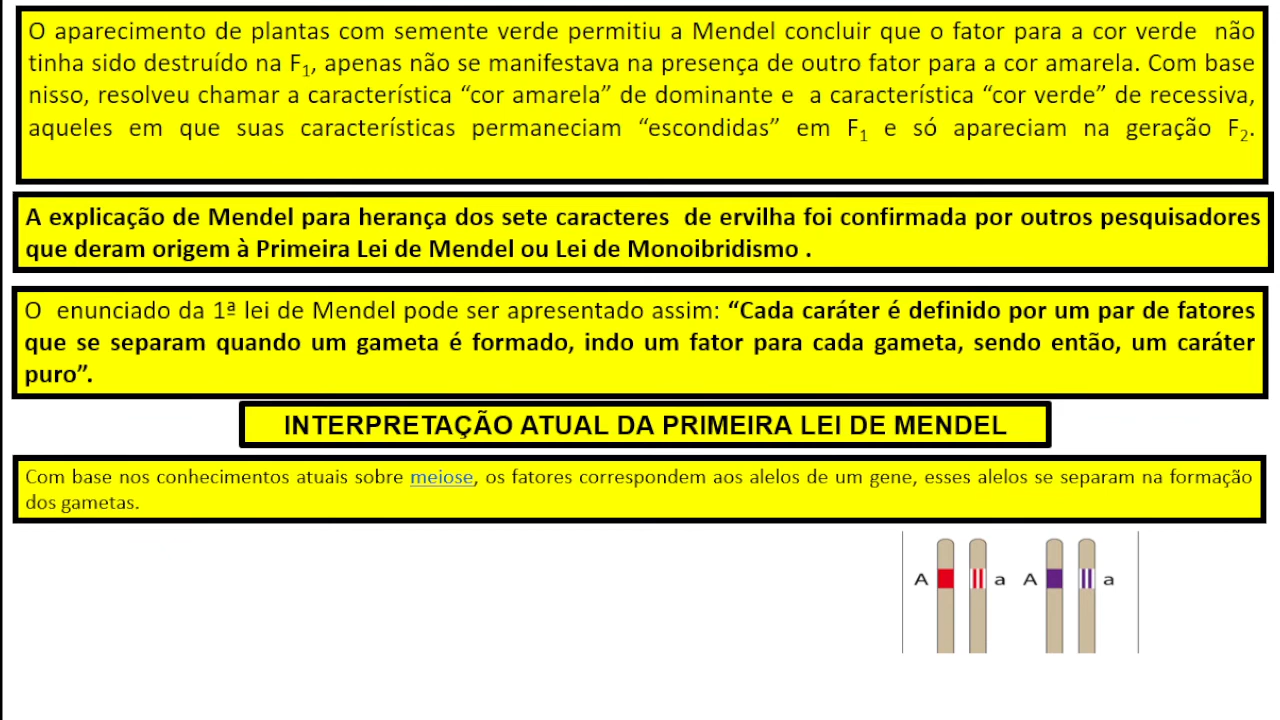 O aparecimento de plantas com semente verde permitiu a Mendel concluir que o fator para a cor verde  não
tinha sido destruído na F1, apenas não se manifestava na presença de outro fator para a cor amarela. Com base
nisso, resolveu chamar a característica “cor amarela” de dominante e  a característica “cor verde” de recessiva,
aqueles em que suas características permaneciam “escondidas” em F1 e só apareciam na geração F2.
A explicação de Mendel para herança dos sete caracteres  de ervilha foi confirmada por outros pesquisadores
que deram origem à Primeira Lei de Mendel ou Lei de Monoibridismo .
O  enunciado da 1ª lei de Mendel pode ser apresentado assim: “Cada caráter é definido por um par de fatores
que se separam quando um gameta é formado, indo um fator para cada gameta, sendo então, um caráter
puro”.
INTERPRETAÇÃO ATUAL DA PRIMEIRA LEI DE MENDEL
Com base nos conhecimentos atuais sobre meiose, os fatores correspondem aos alelos de um gene, esses alelos se separam na formação
dos gametas.
A a A a